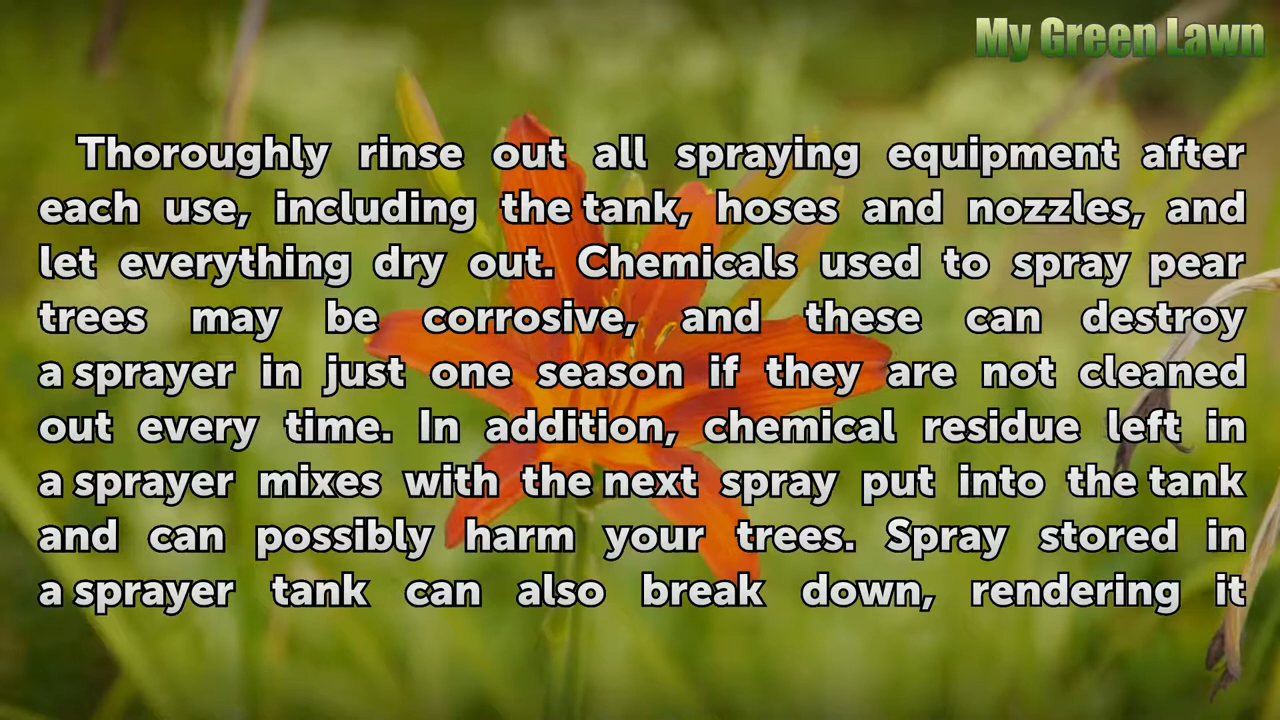 My Green Lawn
Thoroughly rinse out all spraying equipment after
each use, including the tank, hoses and nozzles, and
let everything dry out. Chemicals used to spray pear
trees may be corrosive, and these can destroy
a sprayer in just one season if they are not cleaned
out every time. In addition, chemical residue left in
a sprayer mixes with the next spray put into the tank
and can possibly harm your trees. Spray stored in
a sprayer tank can also break down, rendering it